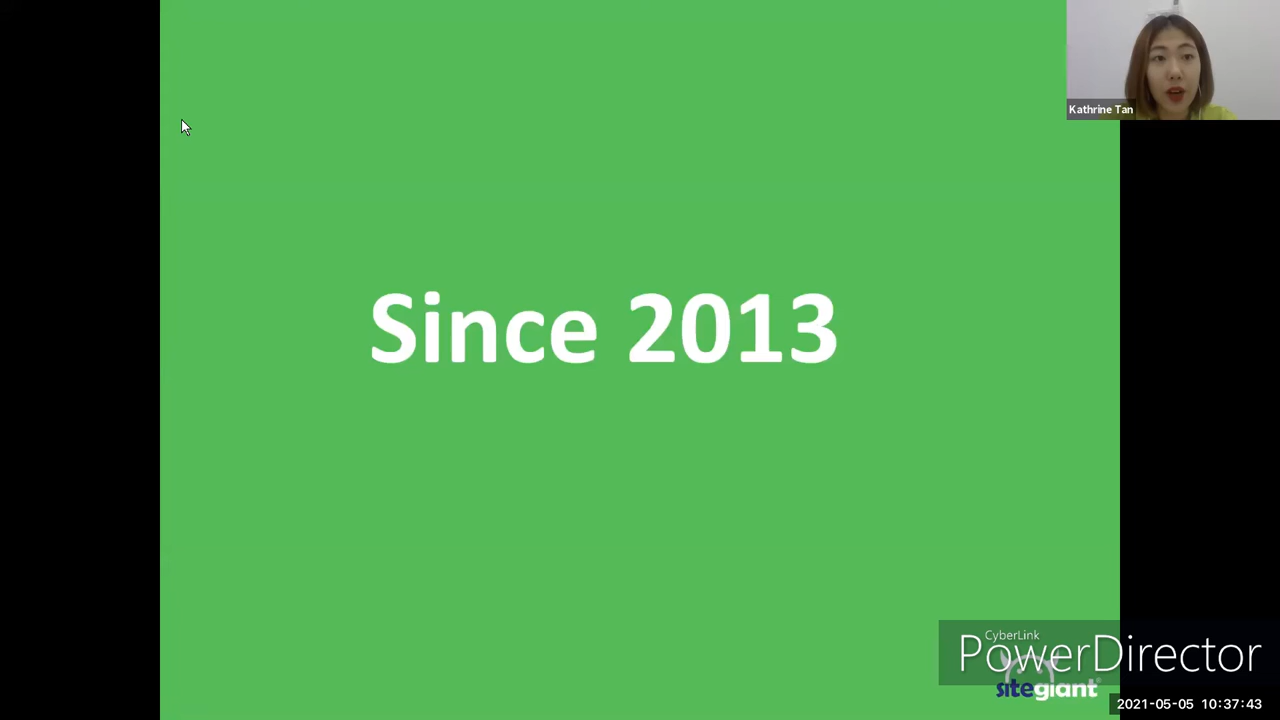 Kathrine Tan
Since 2013
CyberLink
PowerDirector
sitegiant
2021-05-05 10:37:43